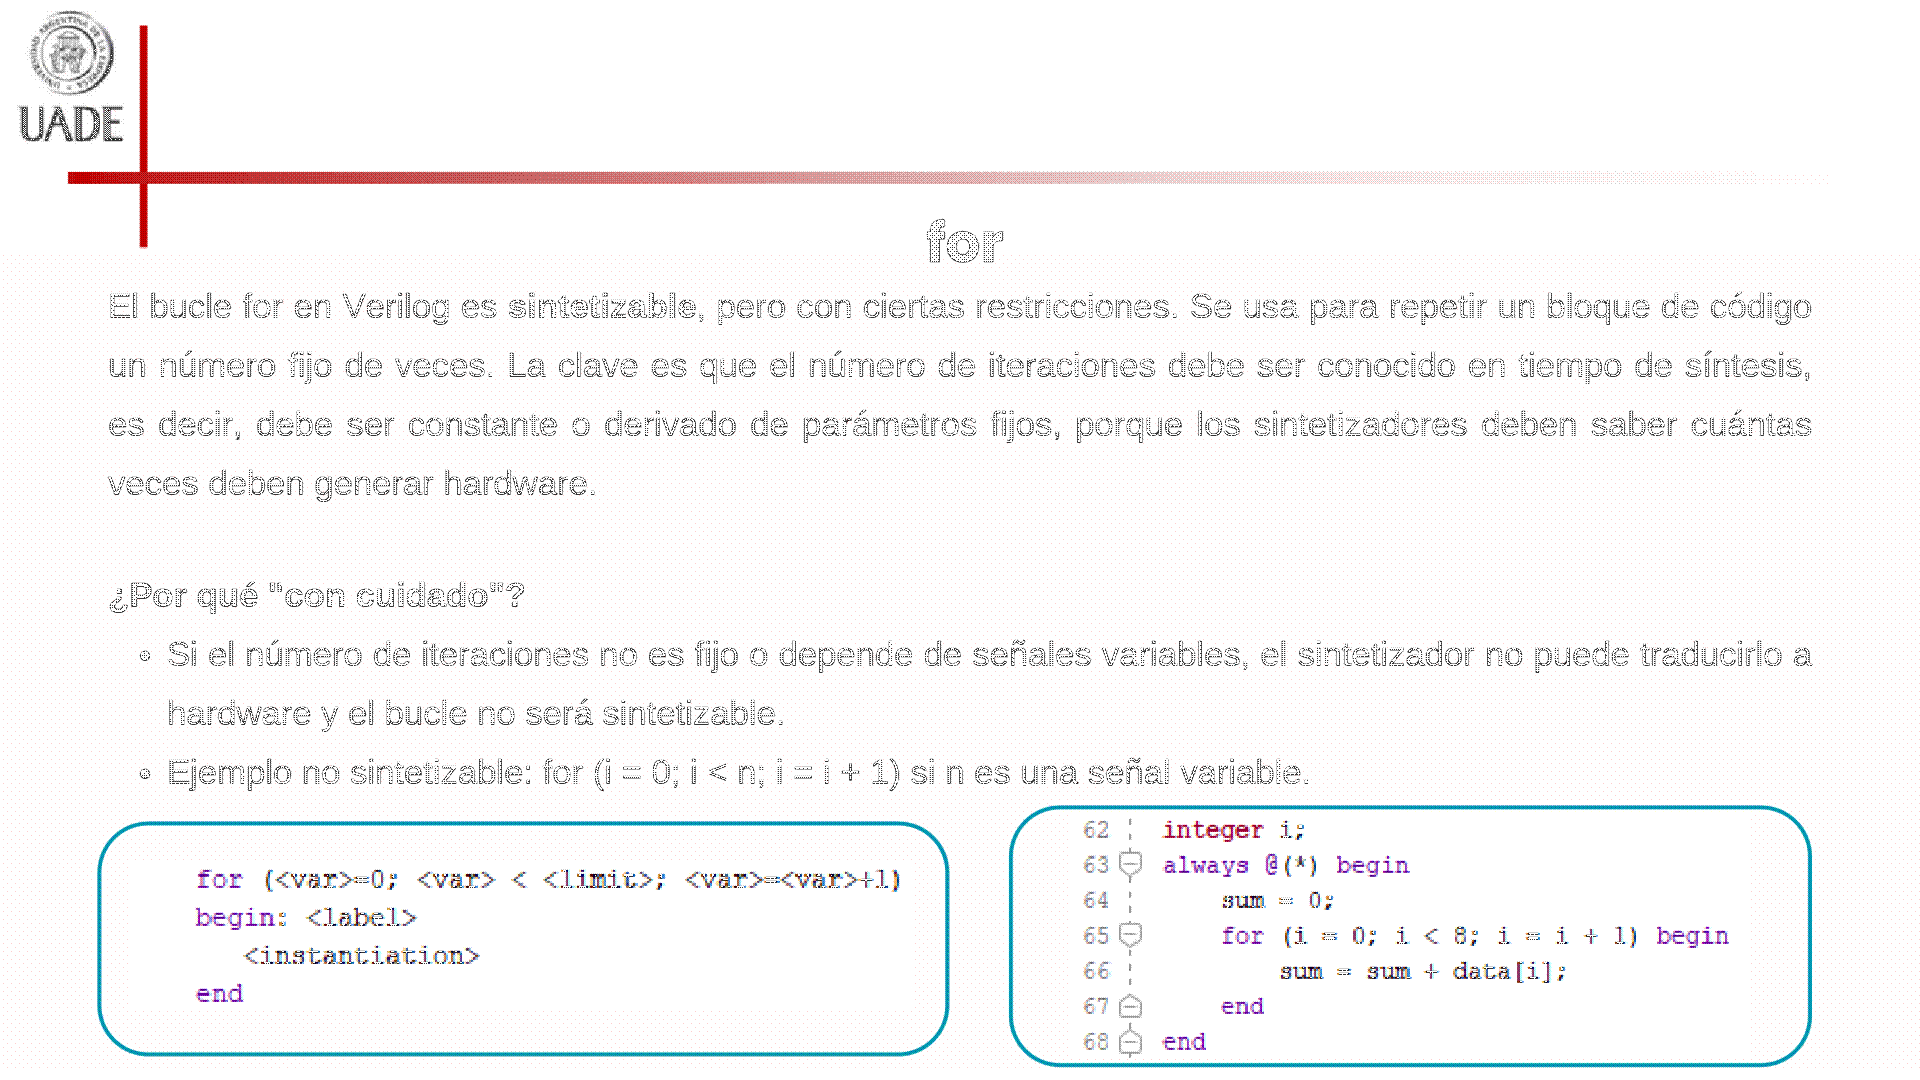 UADE
for
El bucle for en Verilog es sintetizable, pero con ciertas restricciones. Se usa para repetir un bloque de código
un número fijo de veces. La clave es que el número de iteraciones debe ser conocido en tiempo de síntesis,
es decir, debe ser constante o derivado de parámetros fijos, porque los sintetizadores deben saber cuántas
veces deben generar hardware.
¿Por qué "con cuidado"?
• Si el número de iteraciones no es fijo o depende de señales variables, el sintetizador no puede traducirlo a
hardware y el bucle no será sintetizable.
• Ejemplo no sintetizable: for (i = 0; i < n; i = i + 1) si n es una señal variable.
for (<var>=0; <var> < <limit>; <var>=<var>+1)
begin: <label>
<instantiation>
end
62 integer i;
63 always @(*) begin
64 sum = 0;
65 for (i = 0; i < 8; i = i + 1) begin
66 sum = sum + data[i];
67 end
68 end